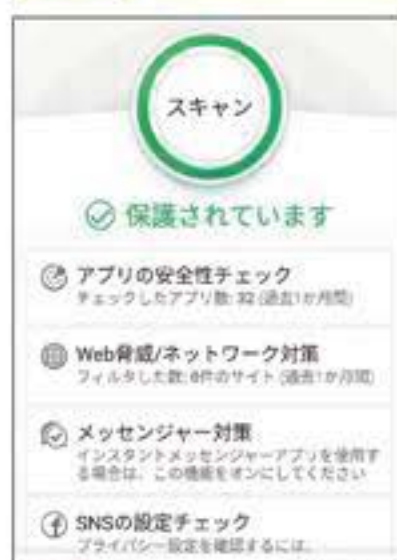 スキャン
保護されています
アプリの安全性チェック
チェックしたアプリ数: 32 (過去1か月間)
Web脅威/ネットワーク対策
フィルタした数: 0件のサイト (過去1か月間)
メッセンジャー対策
インスタントメッセンジャーアプリを使用す
る場合は、この機能をオンにしてください
SNSの設定チェック
プライバシー設定を確認するには、